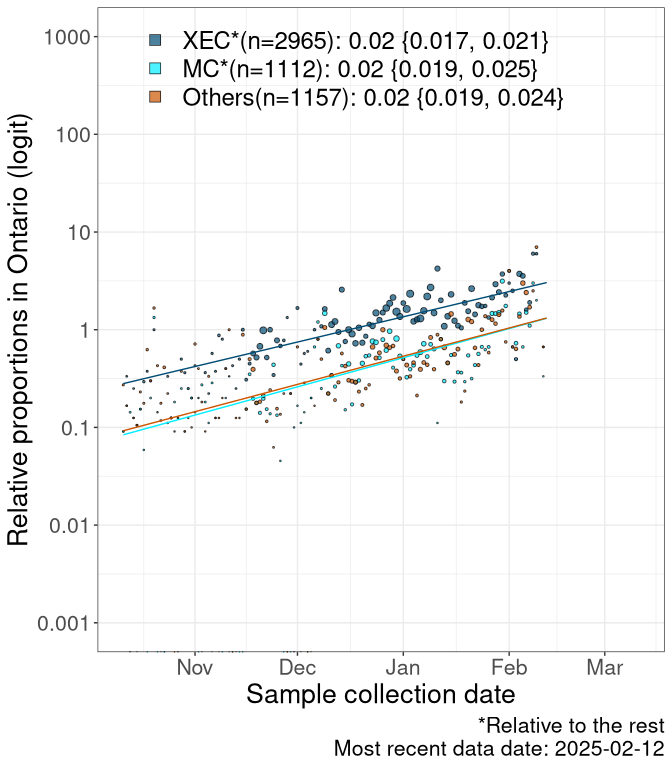 XEC*(n=2965): 0.02 {0.017, 0.021}
MC*(n=1112): 0.02 {0.019, 0.025}
Others(n=1157): 0.02 {0.019, 0.024}
Relative proportions in Ontario (logit)
1000
100
10
1
0.1
0.01
0.001
Nov Dec Jan Feb Mar
Sample collection date
*Relative to the rest
Most recent data date: 2025-02-12